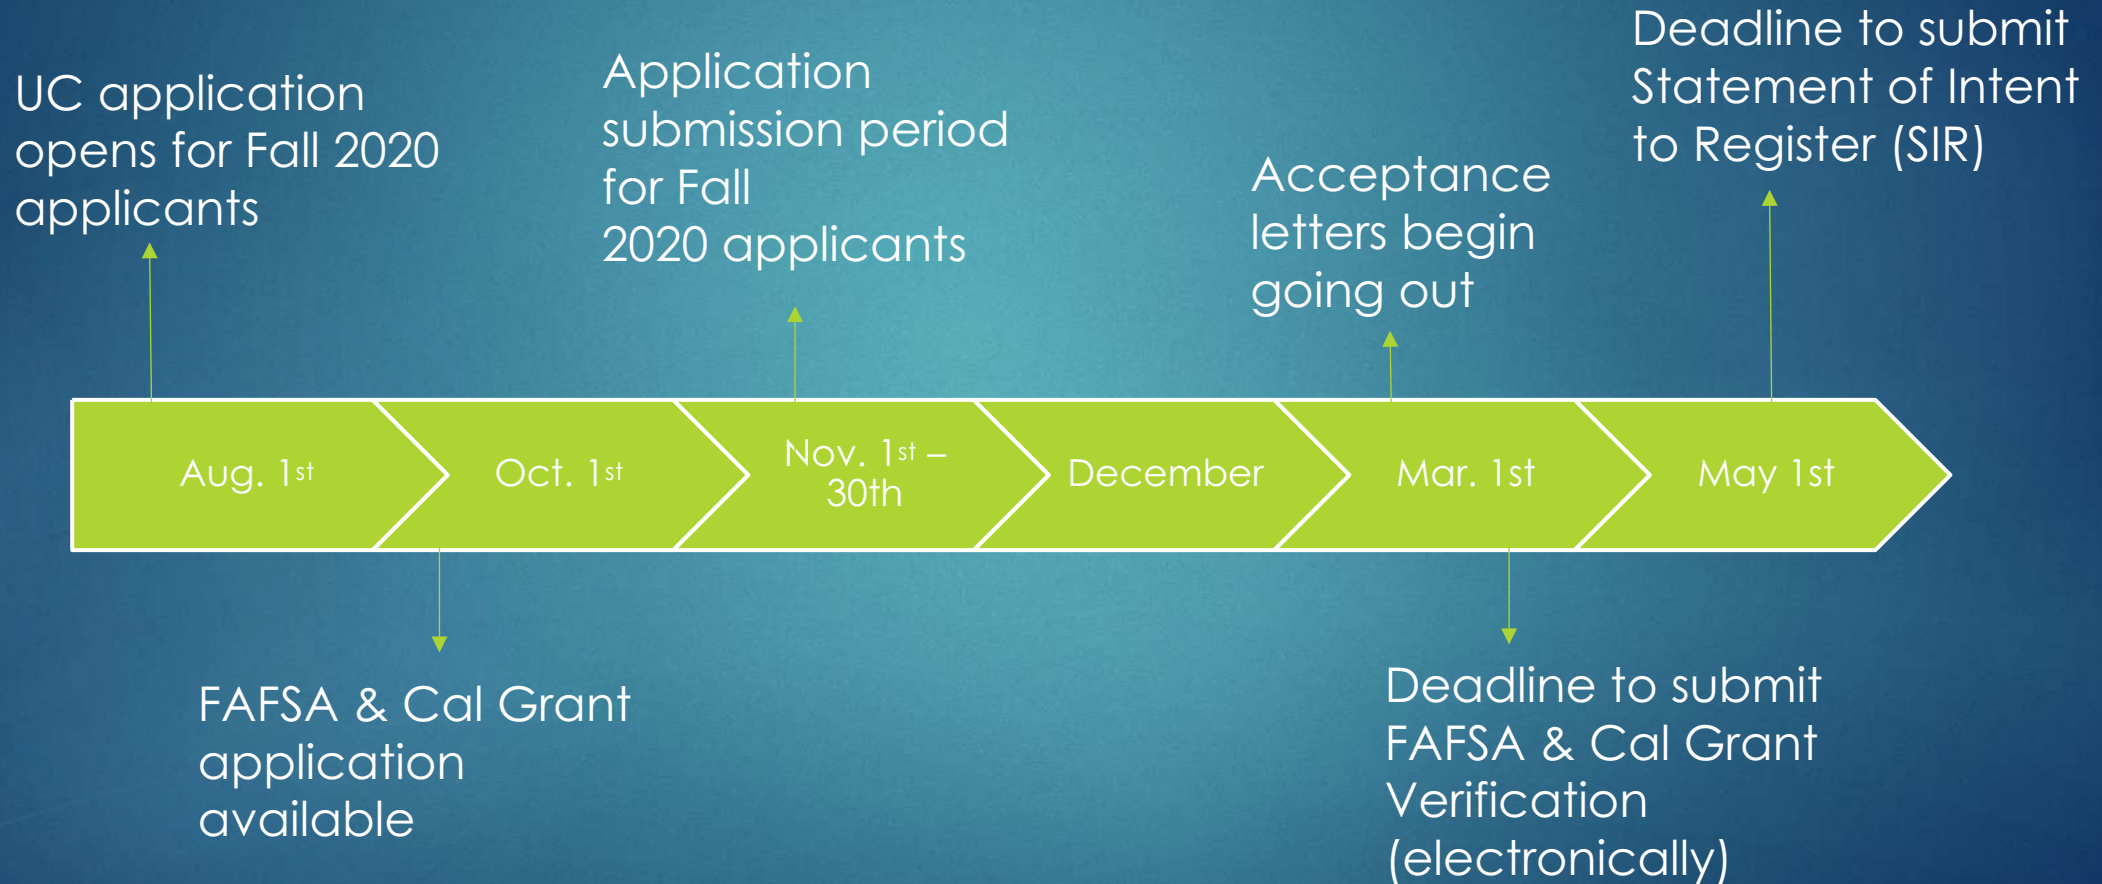 UC application
opens for Fall 2020
applicants
Application
submission period
for Fall
2020 applicants
Acceptance
letters begin
going out
Deadline to submit
Statement of Intent
to Register (SIR)
Aug. 1st
Oct. 1st
Nov. 1st –
30th
December
Mar. 1st
May 1st
FAFSA & Cal Grant
application
available
Deadline to submit
FAFSA & Cal Grant
Verification
(electronically)